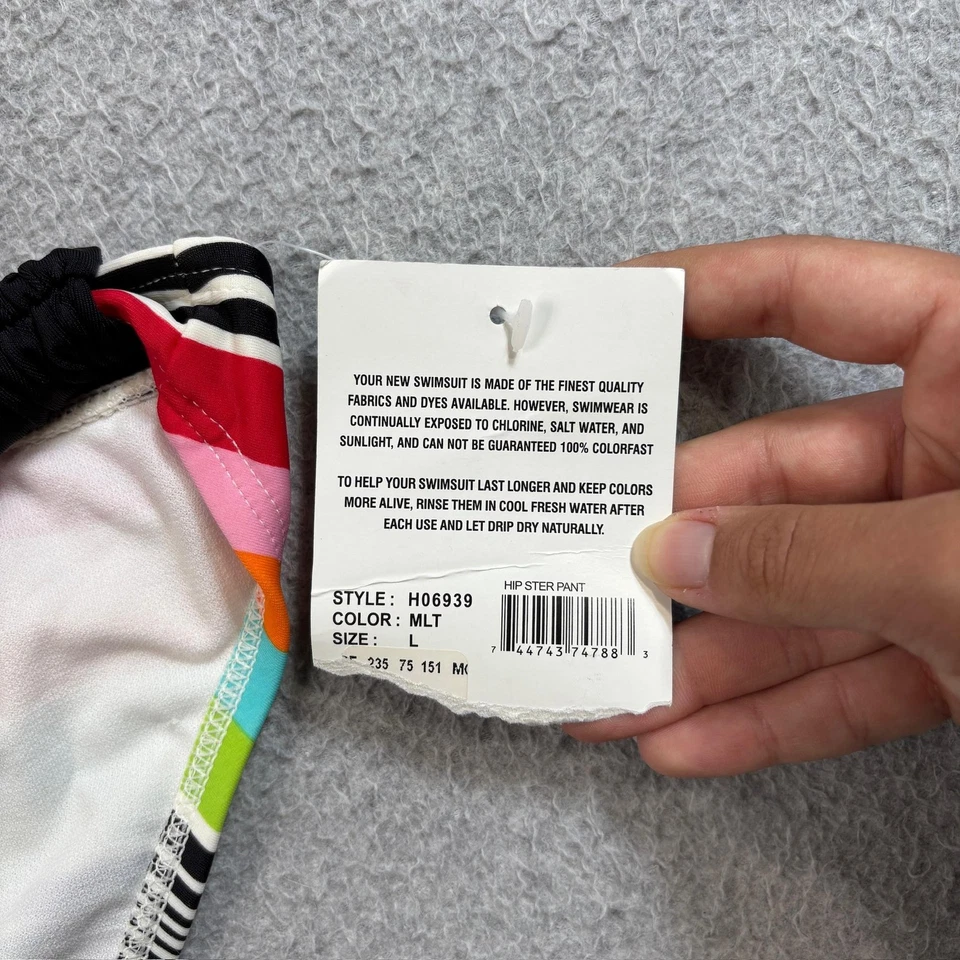 YOUR NEW SWIMSUIT IS MADE OF THE FINEST QUALITY
FABRICS AND DYES AVAILABLE. HOWEVER, SWIMWEAR IS
CONTINUALLY EXPOSED TO CHLORINE, SALT WATER, AND
SUNLIGHT, AND CAN NOT BE GUARANTEED 100% COLORFAST
TO HELP YOUR SWIMSUIT LAST LONGER AND KEEP COLORS
MORE ALIVE, RINSE THEM IN COOL FRESH WATER AFTER
EACH USE AND LET DRIP DRY NATURALLY.
HIP STER PANT
STYLE : H06939
COLOR : MLT
SIZE : L
7 44743 74788 3
235 75 151